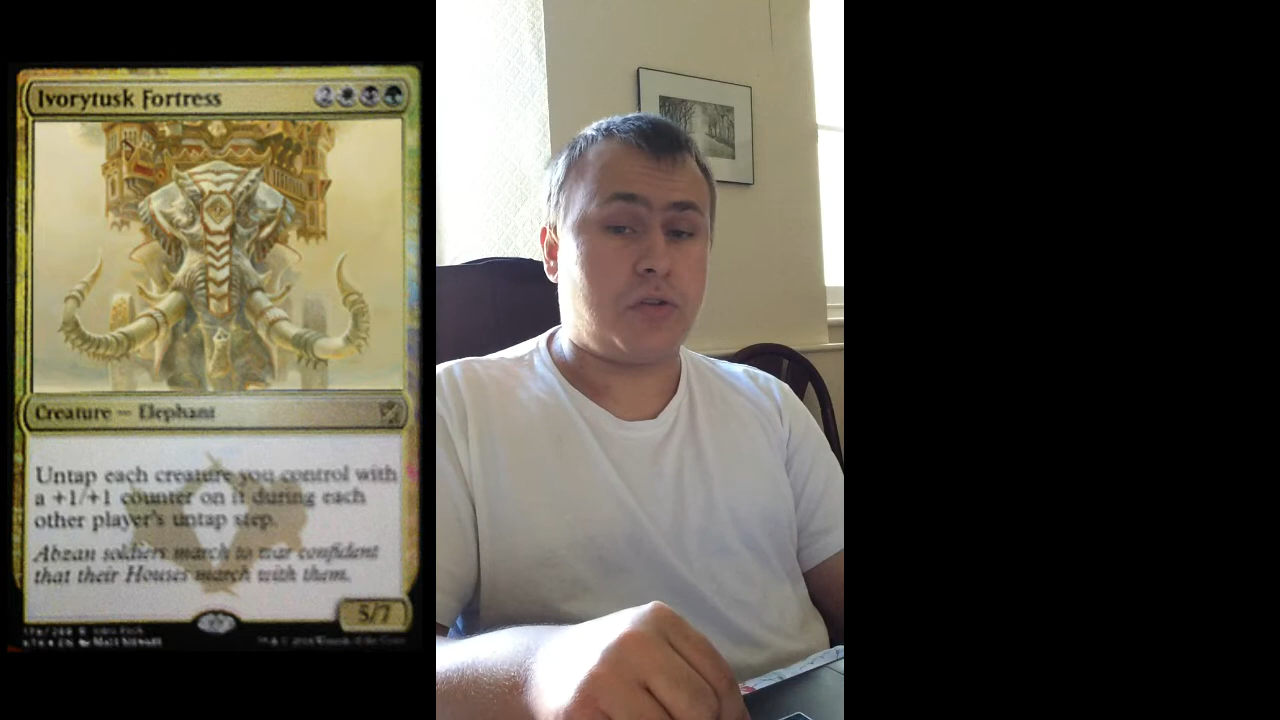 Ivorytusk Fortress
2
Creature — Elephant
Untap each creature you control with
a +1/+1 counter on it during each
other player's untap step.
Abzan soldiers march to war confident
that their Houses march with them.
5/7